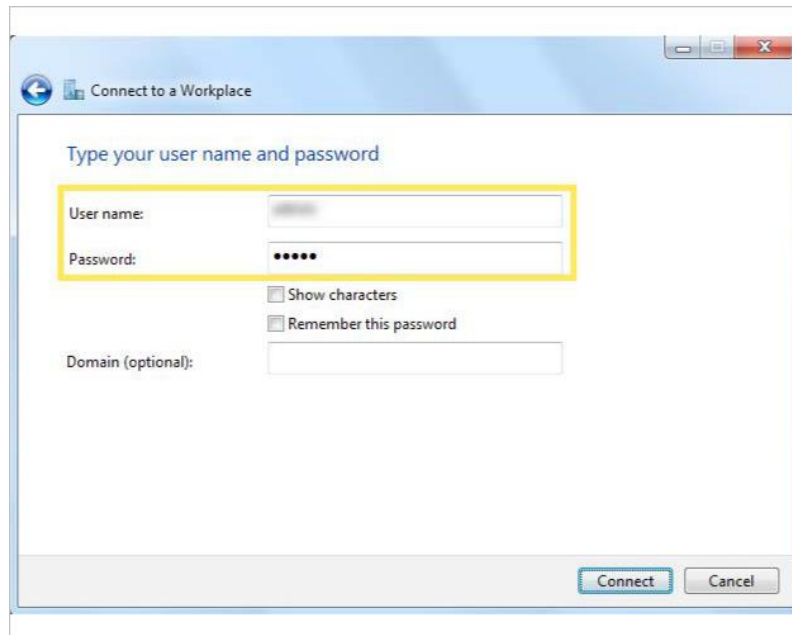 Connect to a Workplace
Type your user name and password
User name:
Password: •••••
Show characters
Remember this password
Domain (optional):
Connect Cancel